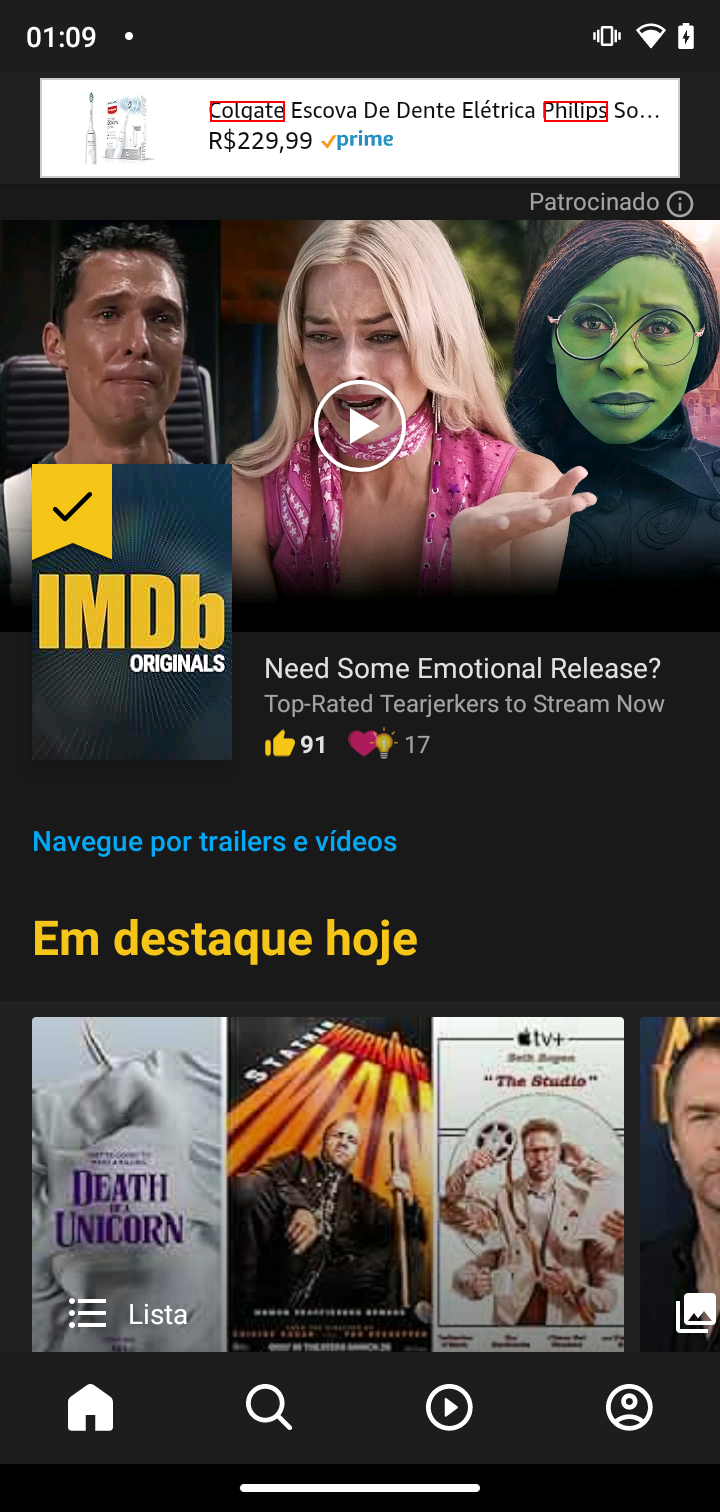 01:09
Colgate Escova De Dente Elétrica Philips So...
R$229,99 prime
Patrocinado
IMDb
ORIGINALS
Need Some Emotional Release?
Top-Rated Tearjerkers to Stream Now
91 17
Navegue por trailers e vídeos
Em destaque hoje
STATHAM
WORKING
MAN
tv+
Seth Rogen
"The Studio"
DEATH
OF A
UNICORN
Lista